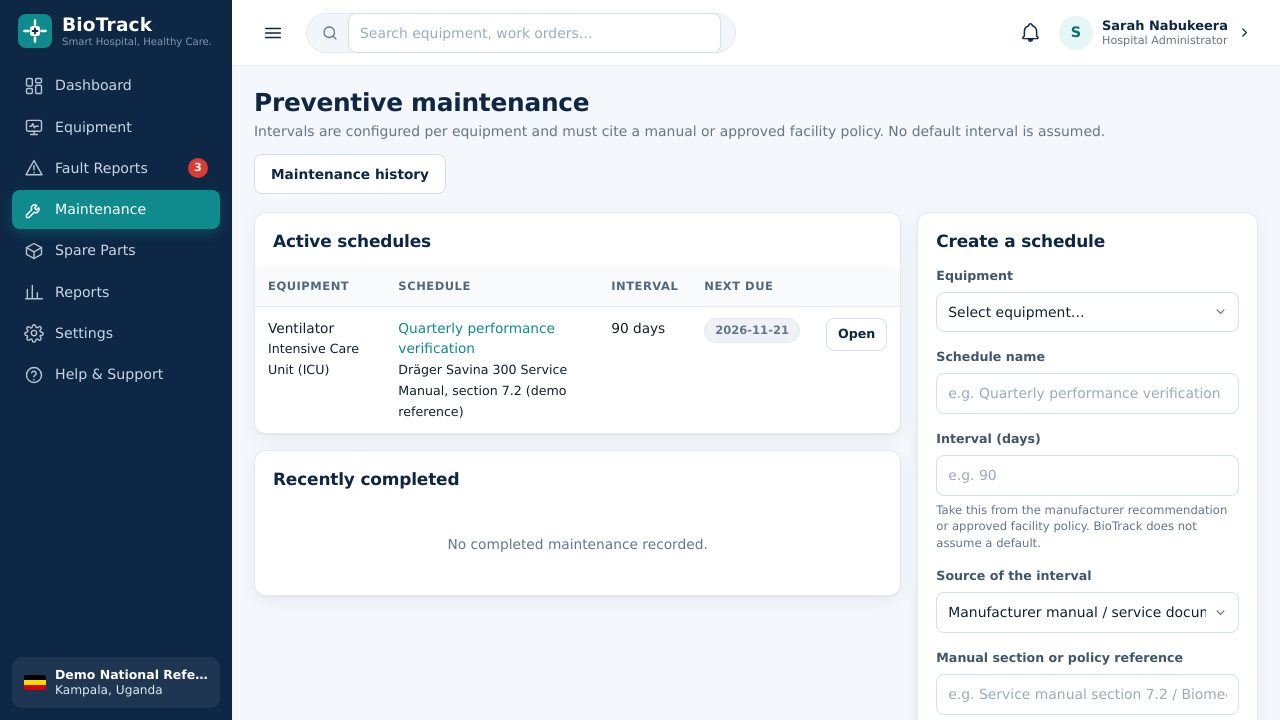 BioTrack
Smart Hospital, Healthy Care.
Dashboard
Equipment
Fault Reports 3
Maintenance
Spare Parts
Reports
Settings
Help & Support
Demo National Refe...
Kampala, Uganda
Search equipment, work orders...
S
Sarah Nabukeera
Hospital Administrator
Preventive maintenance
Intervals are configured per equipment and must cite a manual or approved facility policy. No default interval is assumed.
Maintenance history
Active schedules
EQUIPMENT SCHEDULE INTERVAL NEXT DUE
Ventilator
Intensive Care
Unit (ICU)
Quarterly performance
verification
Dräger Savina 300 Service
Manual, section 7.2 (demo
reference)
90 days
2026-11-21
Open
Recently completed
No completed maintenance recorded.
Create a schedule
Equipment
Select equipment...
Schedule name
e.g. Quarterly performance verification
Interval (days)
e.g. 90
Take this from the manufacturer recommendation
or approved facility policy. BioTrack does not
assume a default.
Source of the interval
Manufacturer manual / service docur
Manual section or policy reference
e.g. Service manual section 7.2 / Biome